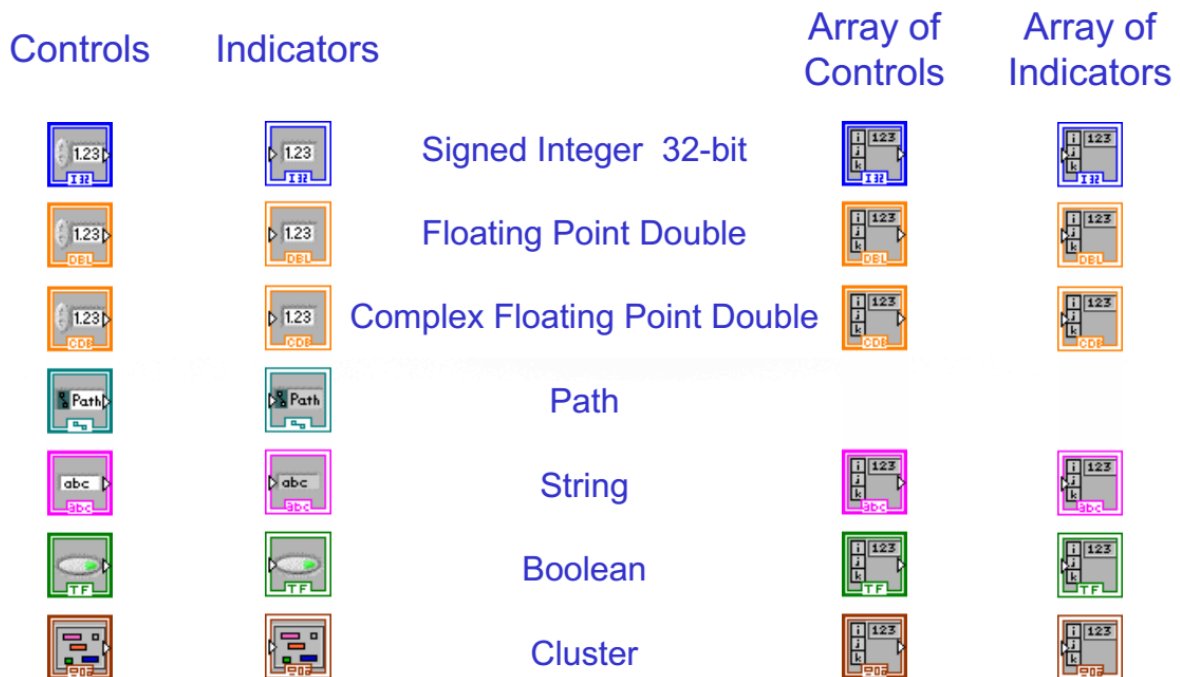 Controls Indicators Array of Controls Array of Indicators
1.23 I32 1.23 I32 Signed Integer 32-bit i 123 j k I32 i 123 j k I32
1.23 DBL 1.23 DBL Floating Point Double i 123 j k DBL i 123 j k DBL
1.23 CDB 1.23 CDB Complex Floating Point Double i 123 j k CDB i 123 j k CDB
Path Path Path
abc abc abc abc String i 123 j k abc i 123 j k abc
TF TF Boolean i 123 j k TF i 123 j k TF
Cluster i 123 j k i 123 j k